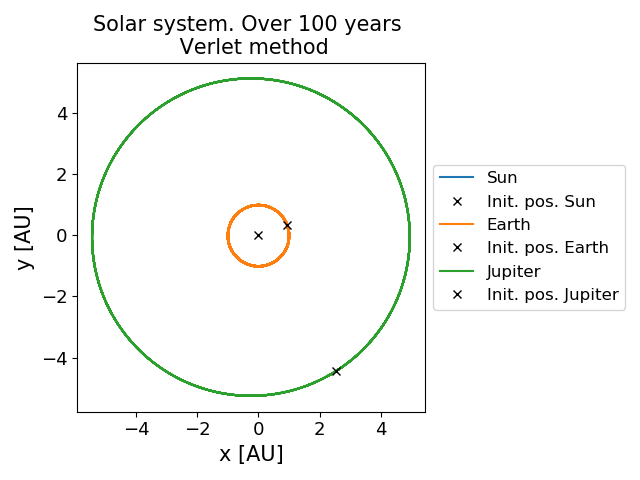 Solar system. Over 100 years
Verlet method
4
2
0
−2
−4
y [AU]
−4 −2 0 2 4
x [AU]
Sun
Init. pos. Sun
Earth
Init. pos. Earth
Jupiter
Init. pos. Jupiter